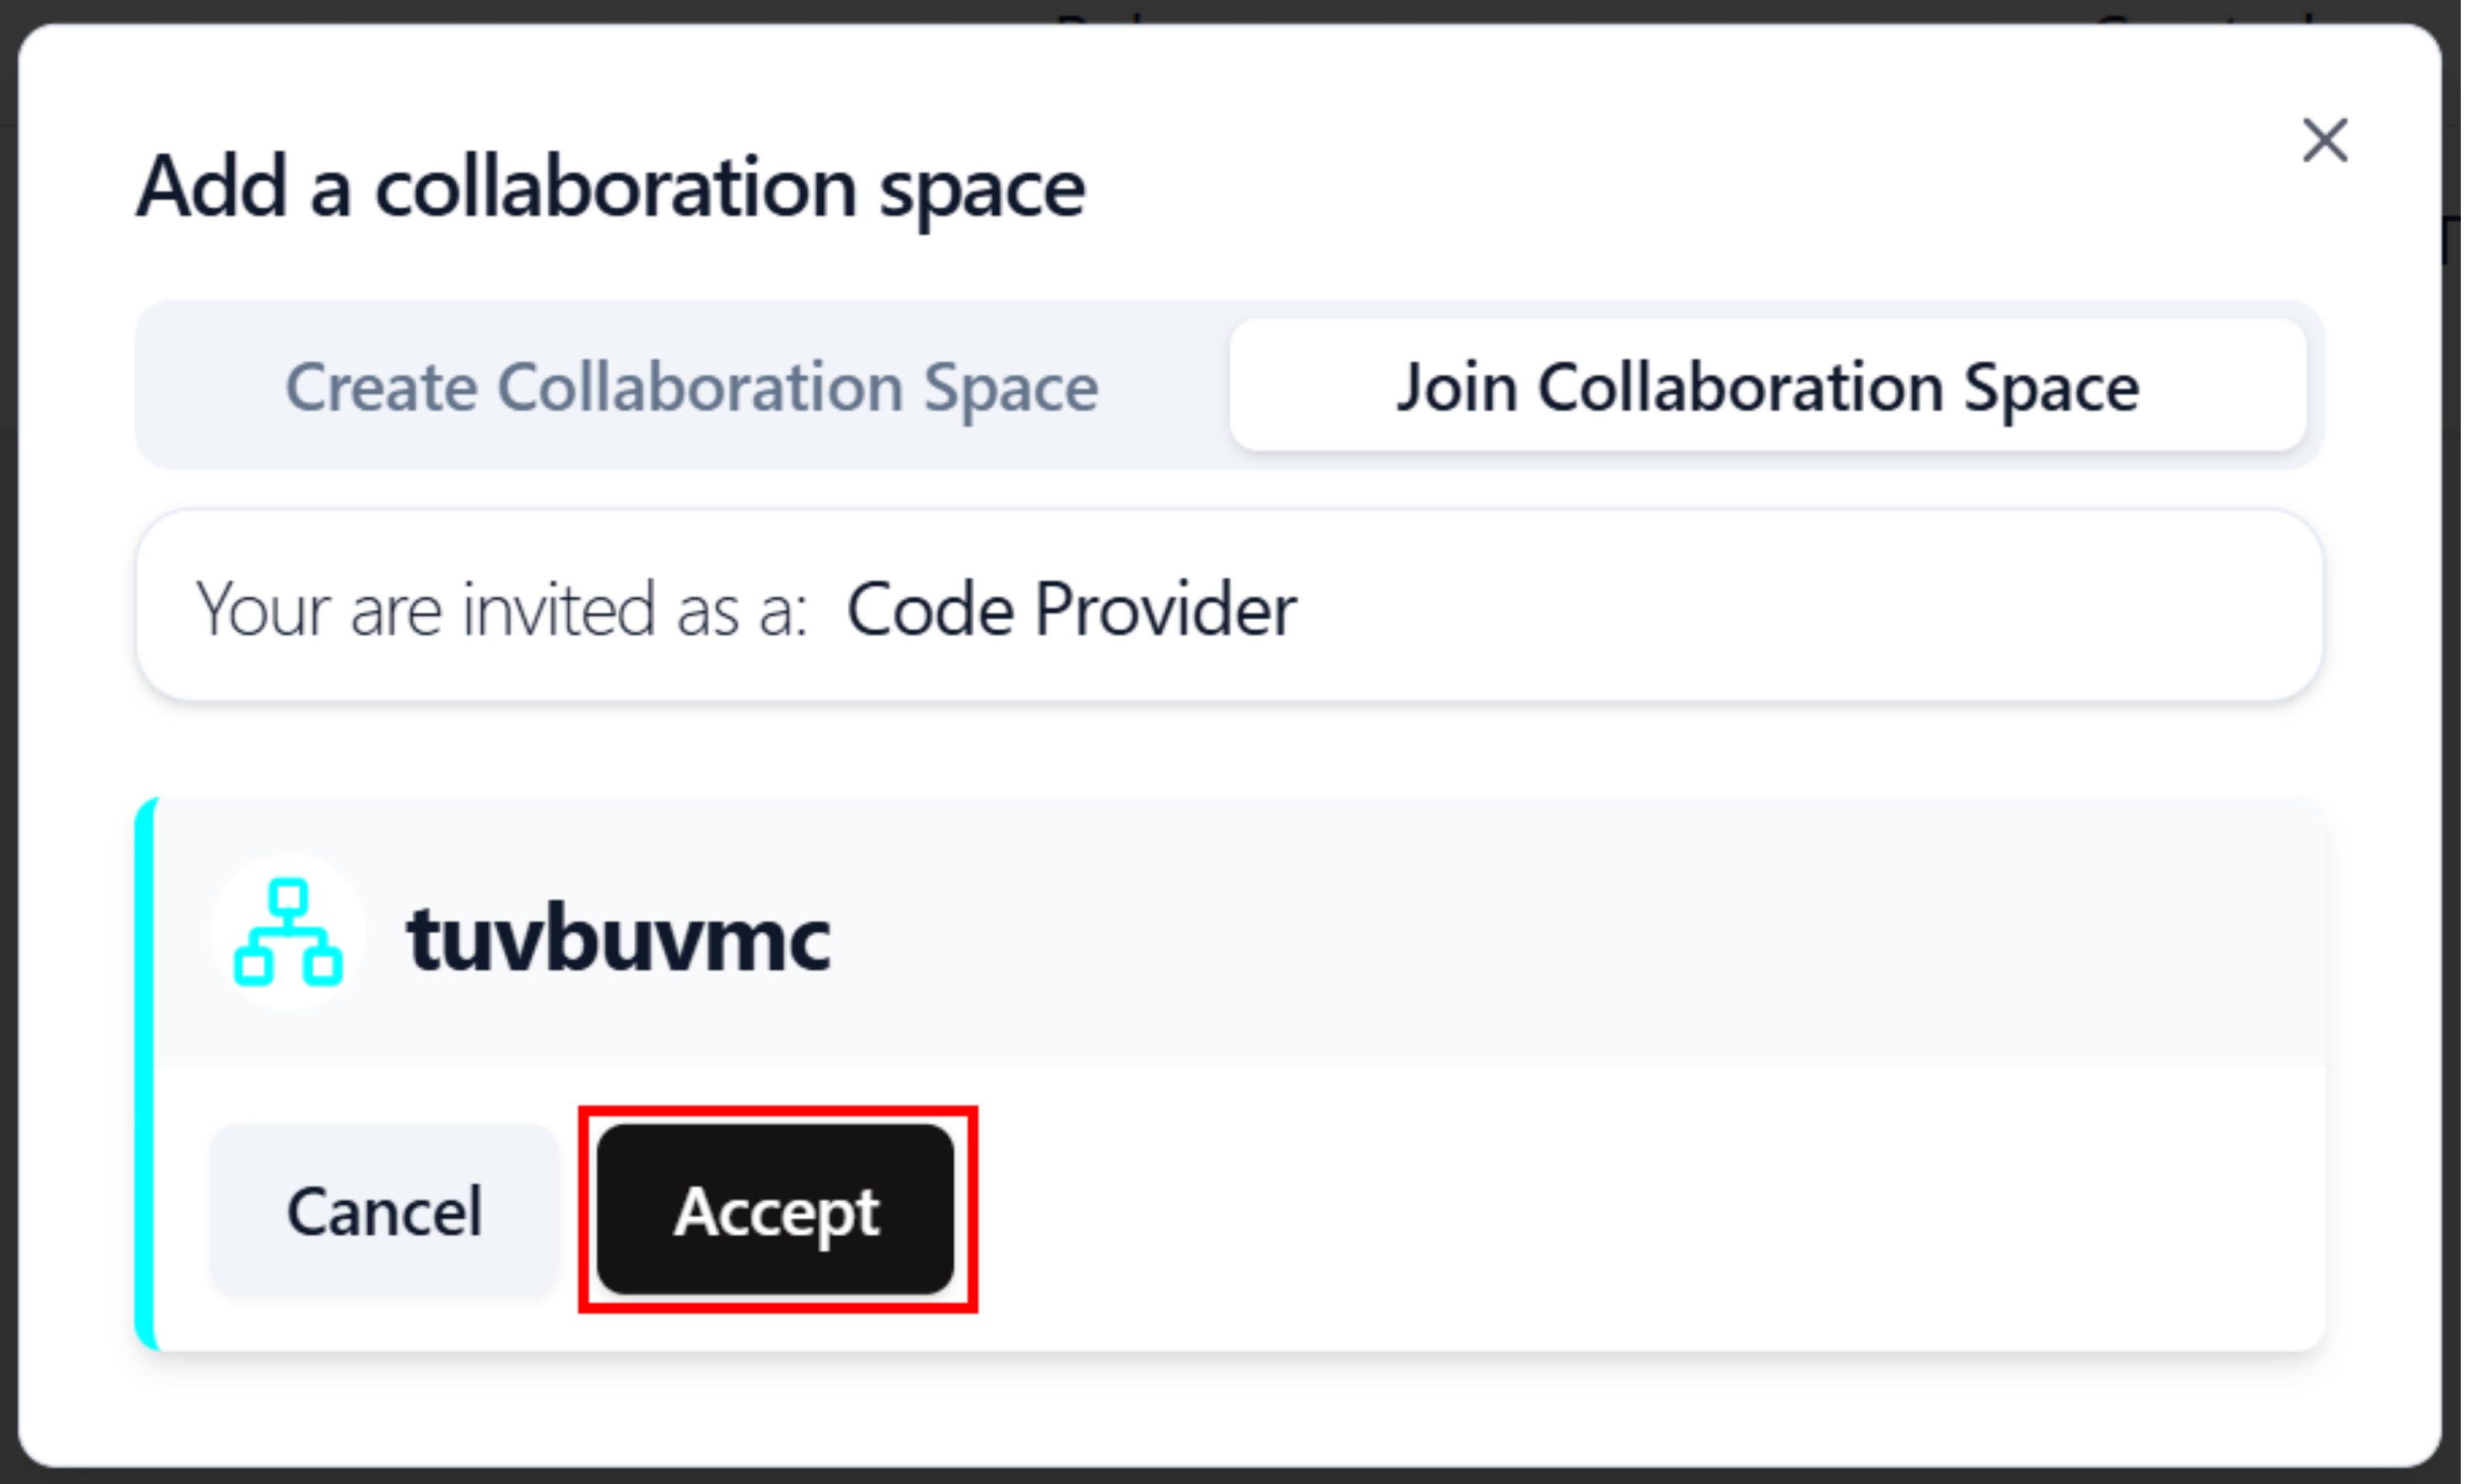 Add a collaboration space
Create Collaboration Space
Join Collaboration Space
Your are invited as a: Code Provider
tuvbuvmc
Cancel
Accept